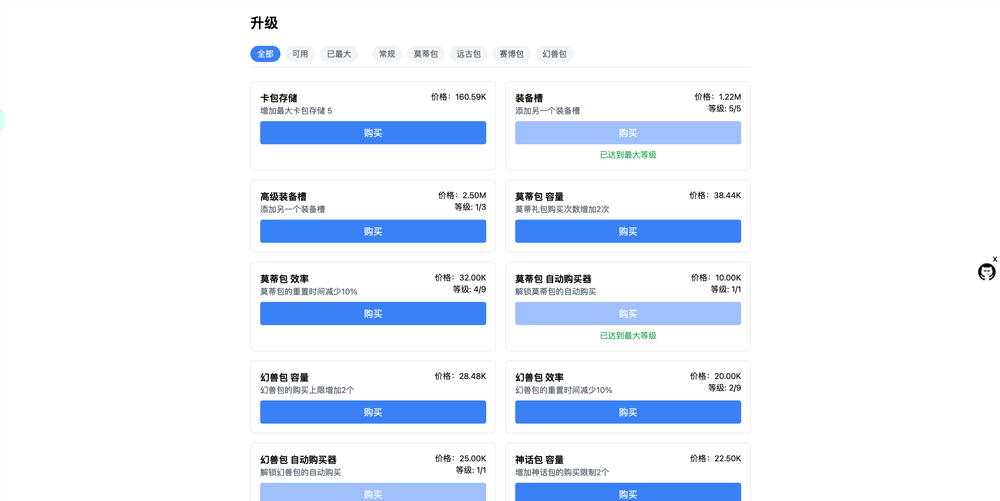 升级
全部 可用 已最大 常规 莫蒂包 远古包 赛博包 幻兽包
卡包存储
价格：160.59K
增加最大卡包存储 5
购买
装备槽
价格：1.22M
添加另一个装备槽
等级: 5/5
购买
已达到最大等级
高级装备槽
价格：2.50M
添加另一个装备槽
等级: 1/3
购买
莫蒂包 容量
价格：38.44K
莫蒂礼包购买次数增加2次
购买
莫蒂包 效率
价格：32.00K
莫蒂包的重置时间减少10%
等级: 4/9
购买
莫蒂包 自动购买器
价格：10.00K
解锁莫蒂包的自动购买
等级: 1/1
购买
已达到最大等级
幻兽包 容量
价格：28.48K
幻兽包的购买上限增加2个
购买
幻兽包 效率
价格：20.00K
幻兽包的重置时间减少10%
等级: 2/9
购买
幻兽包 自动购买器
价格：25.00K
解锁幻兽包的自动购买
等级: 1/1
购买
神话包 容量
价格：22.50K
增加神话包的购买限制2个
购买
X